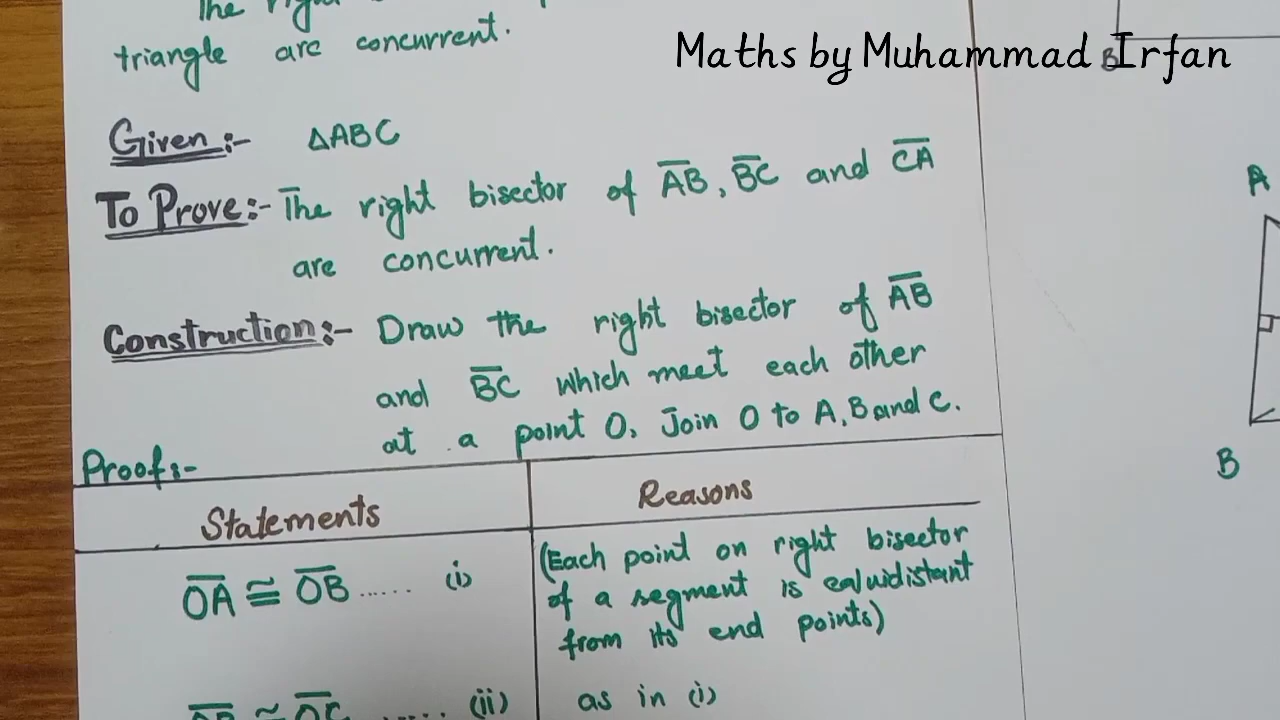 The
triangle are concurrent.
Maths by Muhammad Irfan
B
Given:- ΔABC
To Prove:- The right bisector of A̅B̅, B̅C̅ and C̅A̅
are concurrent.
Construction:- Draw the right bisector of A̅B̅
and B̅C̅ which meet each other
at a point O. Join O to A, B and C.
A
B
Proof:-
Statements
Reasons
O̅A̅ ≅ O̅B̅ ...... (i)
(Each point on right bisector
of a segment is ealuidistant
from its end points)
O̅B̅ ≅ O̅C̅ ...... (ii)
as in (i)